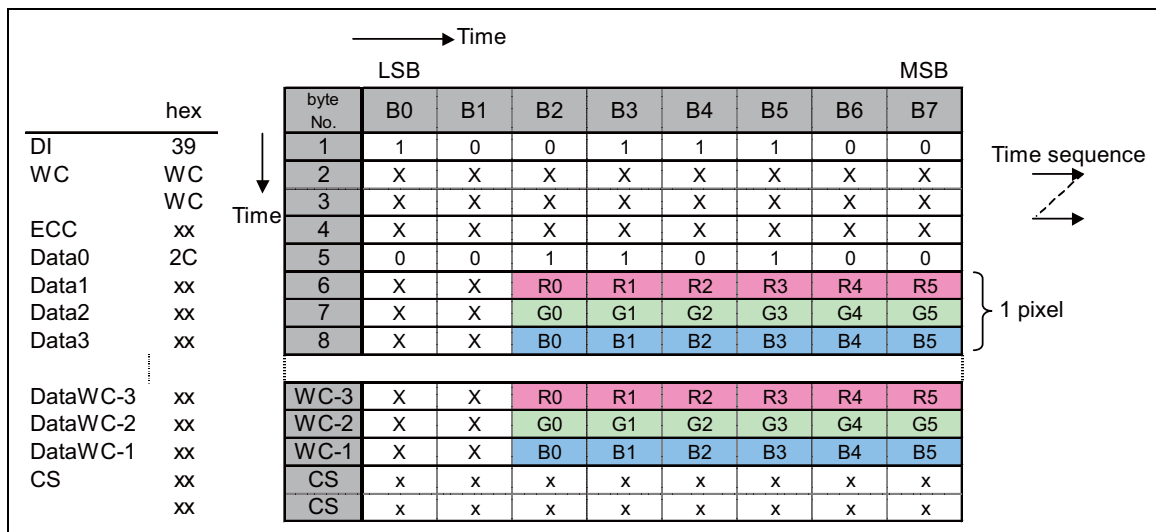 Time
LSB MSB
hex byte No. B0 B1 B2 B3 B4 B5 B6 B7
DI 39 1 1 0 0 1 1 1 0 0
WC WC 2 X X X X X X X X
WC 3 X X X X X X X X
Time
Time sequence
ECC xx 4 X X X X X X X X
Data0 2C 5 0 0 1 1 0 1 0 0
Data1 xx 6 X X R0 R1 R2 R3 R4 R5
Data2 xx 7 X X G0 G1 G2 G3 G4 G5
1 pixel
Data3 xx 8 X X B0 B1 B2 B3 B4 B5
DataWC-3 xx WC-3 X X R0 R1 R2 R3 R4 R5
DataWC-2 xx WC-2 X X G0 G1 G2 G3 G4 G5
DataWC-1 xx WC-1 X X B0 B1 B2 B3 B4 B5
CS xx CS x x x x x x x x
xx CS x x x x x x x x